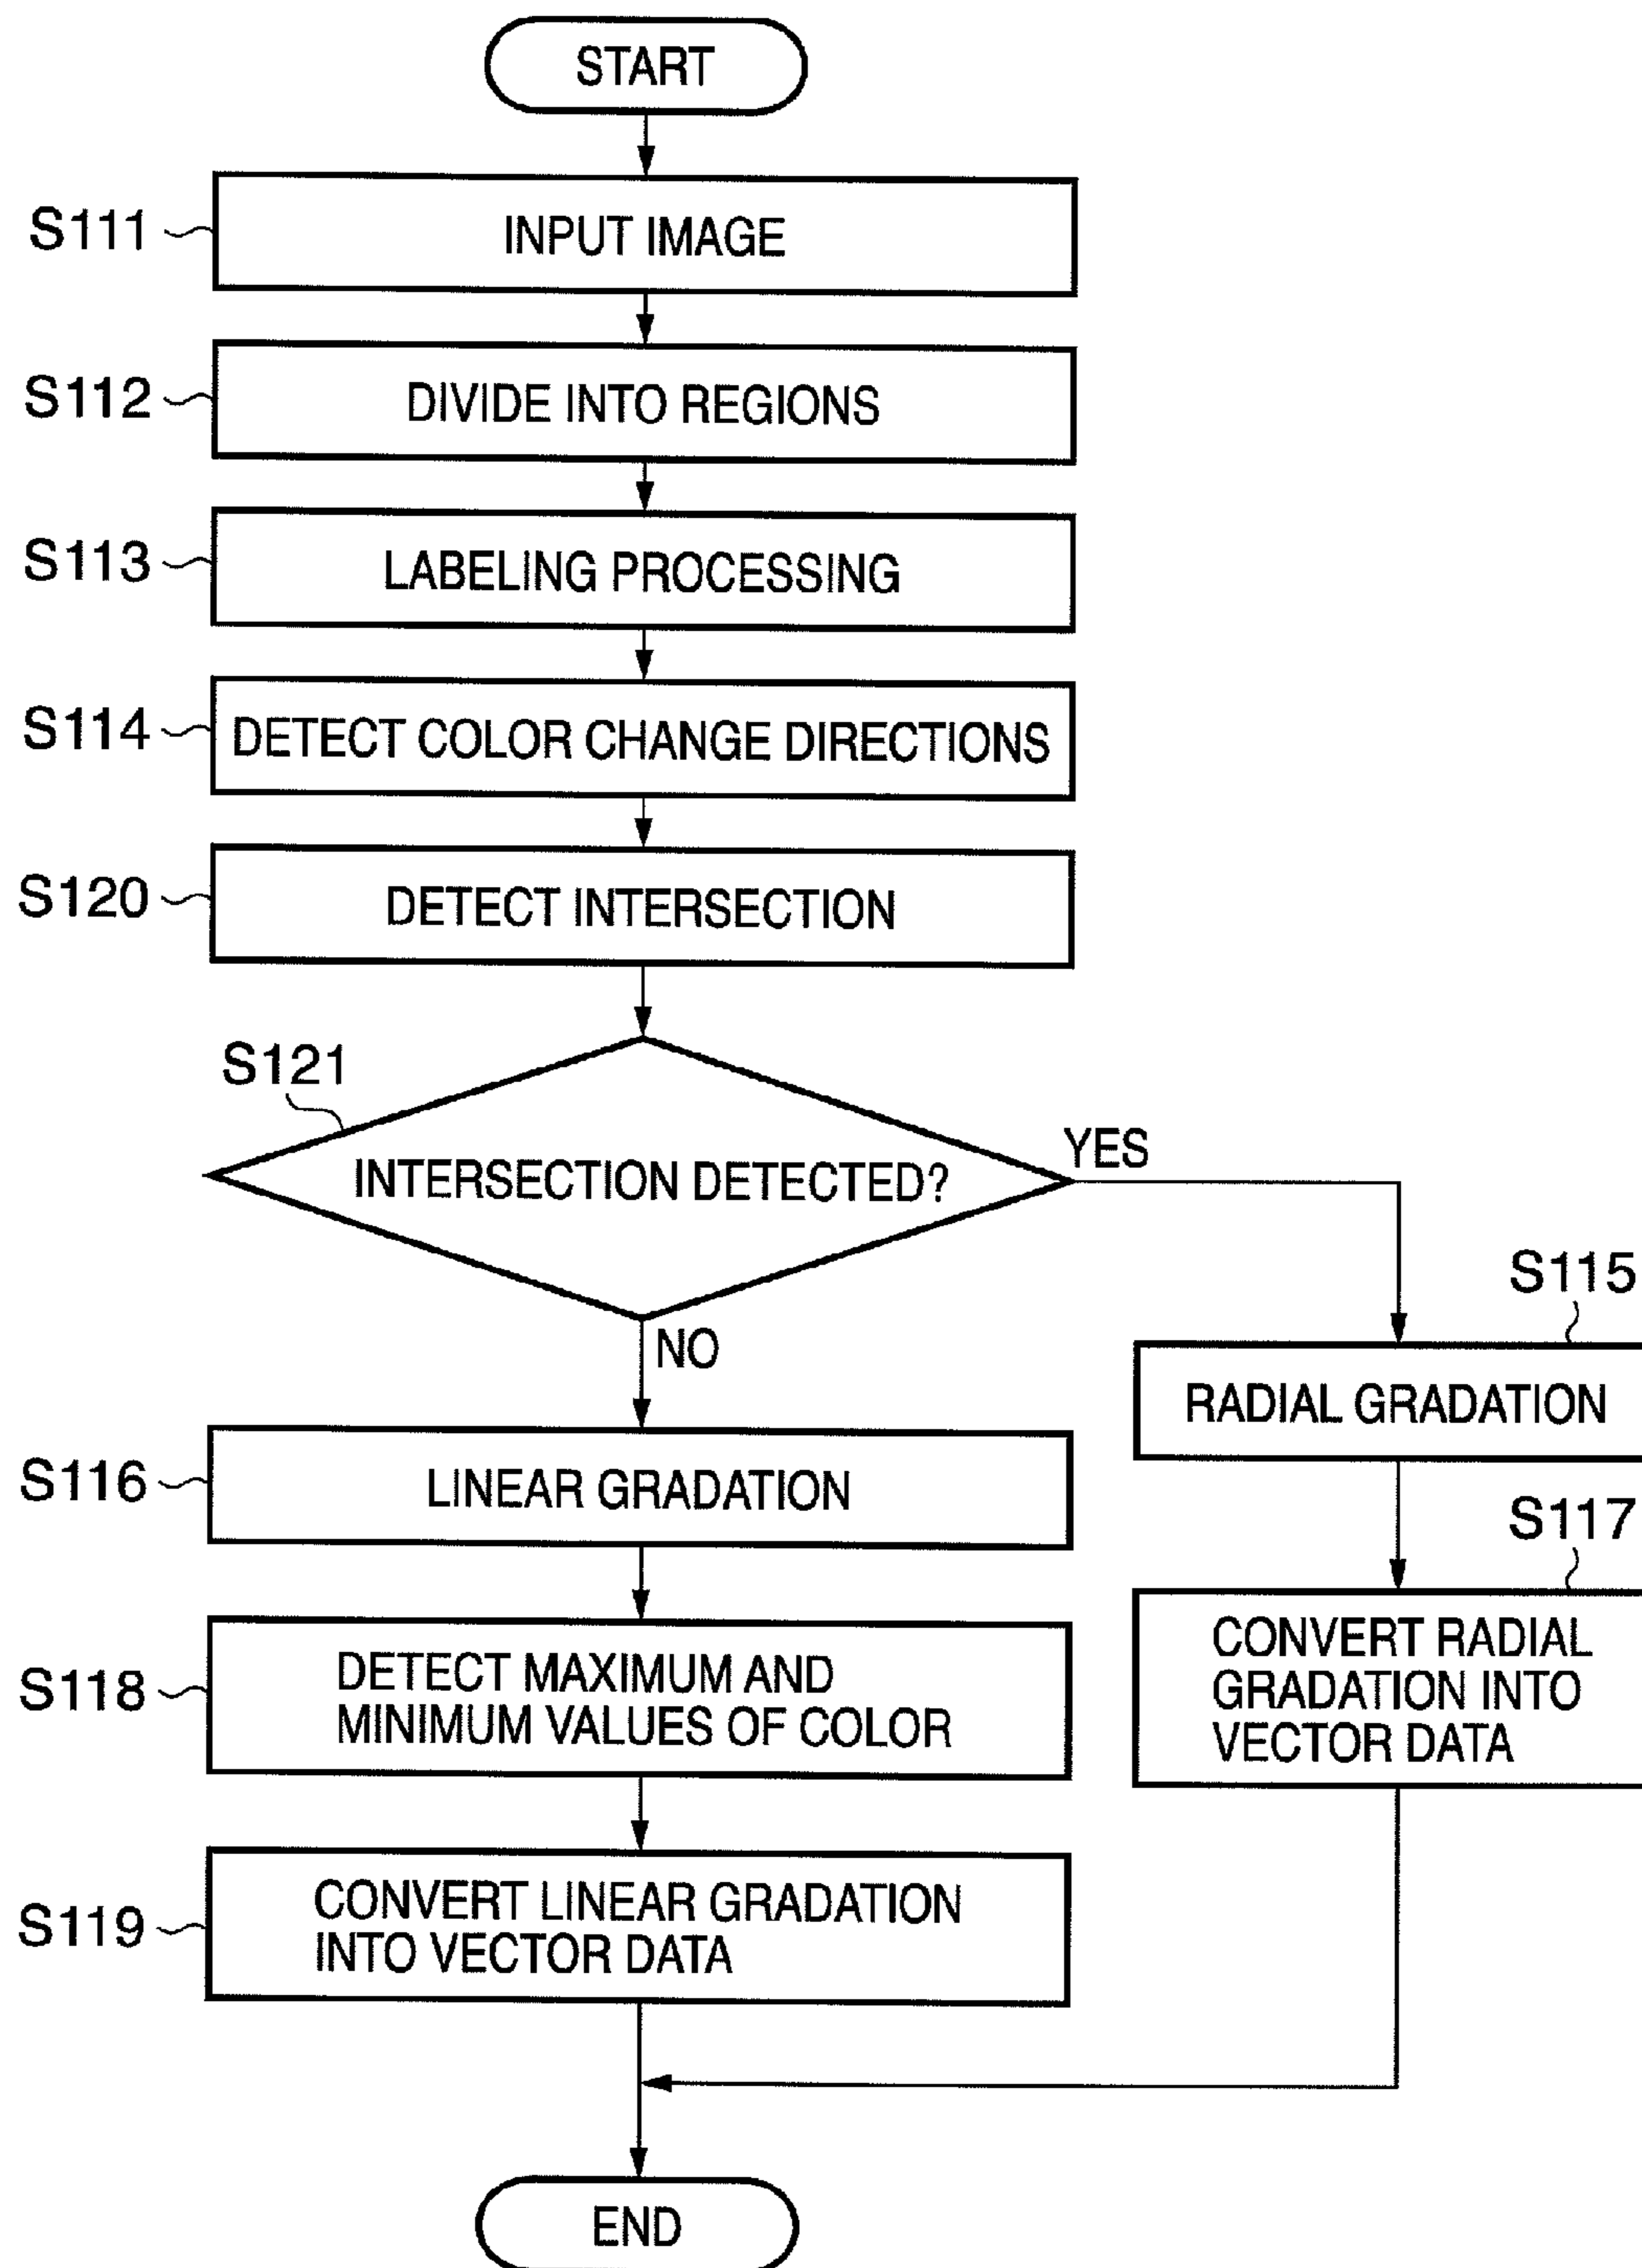 START
S111
INPUT IMAGE
S112
DIVIDE INTO REGIONS
S113
LABELING PROCESSING
S114
DETECT COLOR CHANGE DIRECTIONS
S120
DETECT INTERSECTION
S121
INTERSECTION DETECTED?
YES
NO
S115
RADIAL GRADATION
S117
CONVERT RADIAL
GRADATION INTO
VECTOR DATA
S116
LINEAR GRADATION
S118
DETECT MAXIMUM AND
MINIMUM VALUES OF COLOR
S119
CONVERT LINEAR GRADATION
INTO VECTOR DATA
END